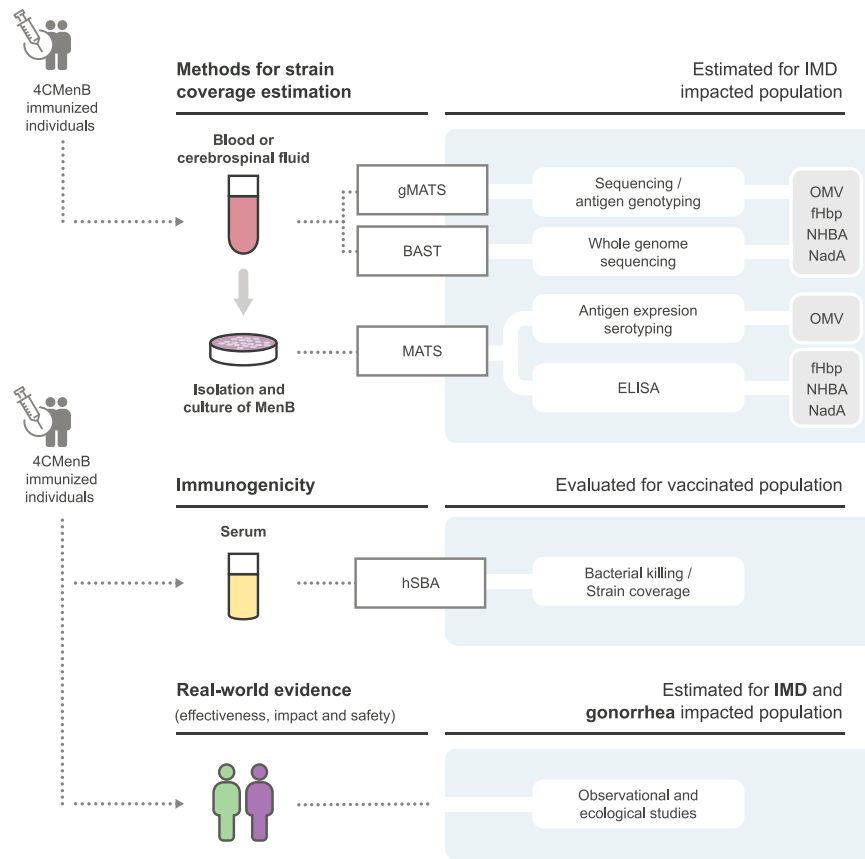 4CMenB
immunized
individuals
Methods for strain
coverage estimation
Estimated for IMD
impacted population
Blood or
cerebrospinal fluid
gMATS
Sequencing /
antigen genotyping
BAST
Whole genome
sequencing
OMV
fHbp
NHBA
NadA
Isolation and
culture of MenB
MATS
Antigen expresion
serotyping
OMV
ELISA
fHbp
NHBA
NadA
4CMenB
immunized
individuals
Immunogenicity
Evaluated for vaccinated population
Serum
hSBA
Bacterial killing /
Strain coverage
Real-world evidence
(effectiveness, impact and safety)
Estimated for IMD and
gonorrhea impacted population
Observational and
ecological studies